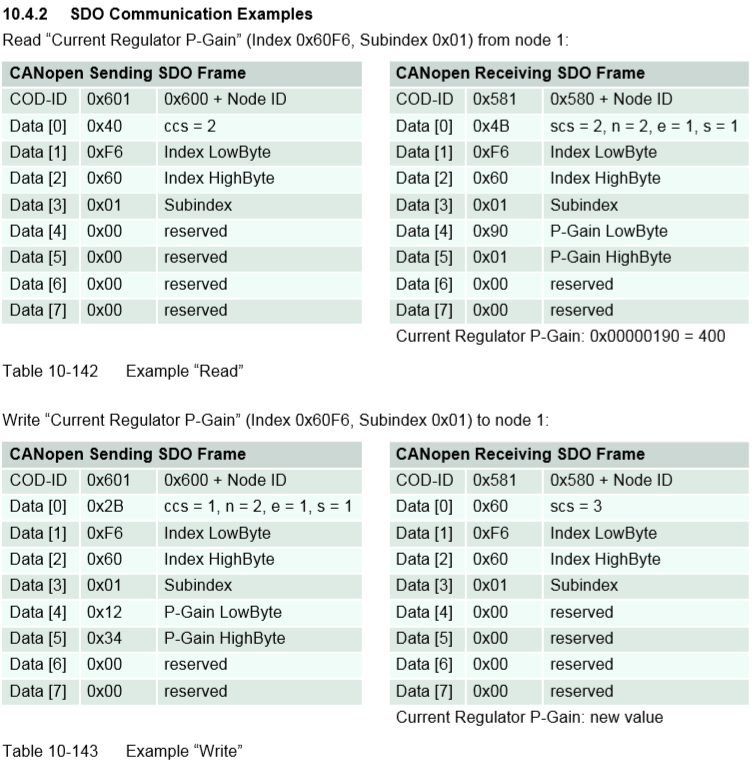 10.4.2 SDO Communication Examples
Read “Current Regulator P-Gain” (Index 0x60F6, Subindex 0x01) from node 1:
CANopen Sending SDO Frame
COD-ID 0x601 0x600 + Node ID
Data [0] 0x40 ccs = 2
Data [1] 0xF6 Index LowByte
Data [2] 0x60 Index HighByte
Data [3] 0x01 Subindex
Data [4] 0x00 reserved
Data [5] 0x00 reserved
Data [6] 0x00 reserved
Data [7] 0x00 reserved
CANopen Receiving SDO Frame
COD-ID 0x581 0x580 + Node ID
Data [0] 0x4B scs = 2, n = 2, e = 1, s = 1
Data [1] 0xF6 Index LowByte
Data [2] 0x60 Index HighByte
Data [3] 0x01 Subindex
Data [4] 0x90 P-Gain LowByte
Data [5] 0x01 P-Gain HighByte
Data [6] 0x00 reserved
Data [7] 0x00 reserved
Current Regulator P-Gain: 0x00000190 = 400
Table 10-142 Example “Read”
Write “Current Regulator P-Gain” (Index 0x60F6, Subindex 0x01) to node 1:
CANopen Sending SDO Frame
COD-ID 0x601 0x600 + Node ID
Data [0] 0x2B ccs = 1, n = 2, e = 1, s = 1
Data [1] 0xF6 Index LowByte
Data [2] 0x60 Index HighByte
Data [3] 0x01 Subindex
Data [4] 0x12 P-Gain LowByte
Data [5] 0x34 P-Gain HighByte
Data [6] 0x00 reserved
Data [7] 0x00 reserved
CANopen Receiving SDO Frame
COD-ID 0x581 0x580 + Node ID
Data [0] 0x60 scs = 3
Data [1] 0xF6 Index LowByte
Data [2] 0x60 Index HighByte
Data [3] 0x01 Subindex
Data [4] 0x00 reserved
Data [5] 0x00 reserved
Data [6] 0x00 reserved
Data [7] 0x00 reserved
Current Regulator P-Gain: new value
Table 10-143 Example “Write”